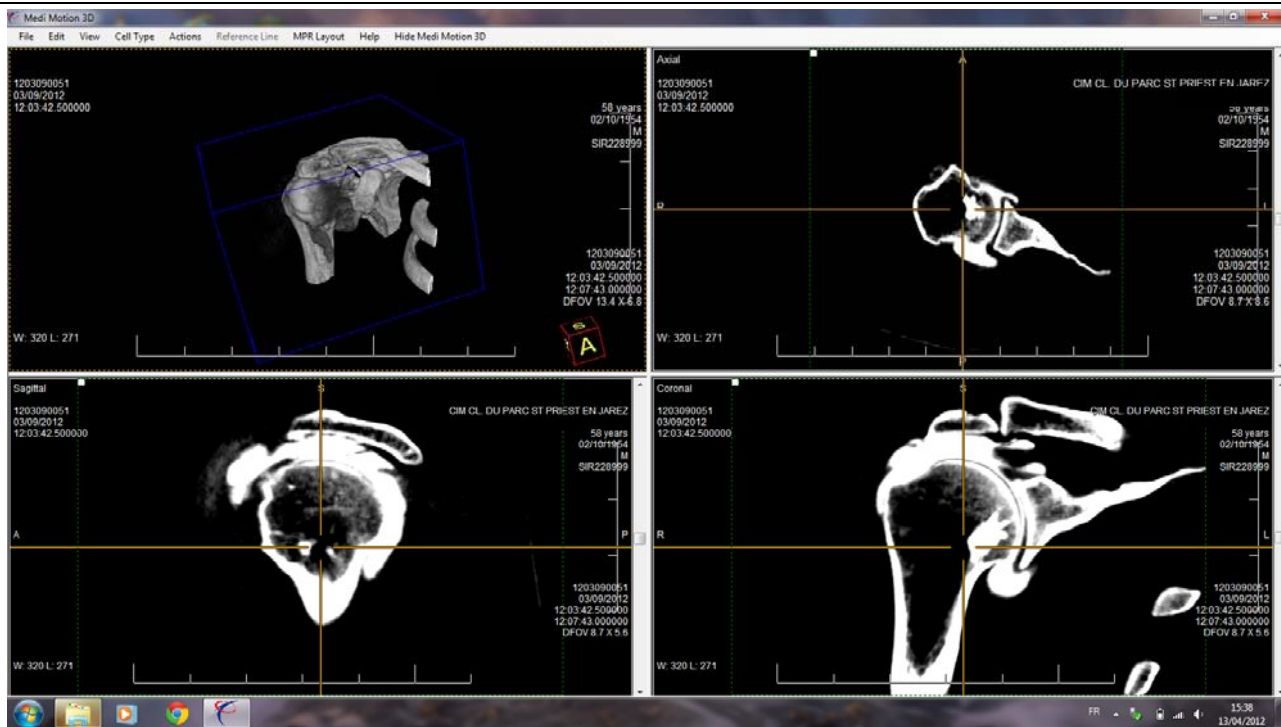 Medi Motion 3D
File Edit View Cell Type Actions Reference Line MPR Layout Help Hide Medi Motion 3D
1203090051
03/09/2012
12:03:42.500000
58 years
02/10/1954
M
SIR228999
W: 320 L: 271
S
A
Axial
A
1203090051
03/09/2012
12:03:42.500000
CIM CL. DU PARC ST PRIEST EN JAREZ
58 years
02/10/1954
M
SIR228999
R
L
1203090051
03/09/2012
12:03:42.500000
12:07:43.000000
DFOV 8.7 X 8.6
W: 320 L: 271
P
1203090051
03/09/2012
12:03:42.500000
12:07:43.000000
DFOV 13.4 X 6.8
Sagittal
S
1203090051
03/09/2012
12:03:42.500000
CIM CL. DU PARC ST PRIEST EN JAREZ
58 years
02/10/1954
M
SIR228999
A
P
1203090051
03/09/2012
12:03:42.500000
12:07:43.000000
DFOV 8.7 X 5.6
W: 320 L: 271
Coronal
S
1203090051
03/09/2012
12:03:42.500000
CIM CL. DU PARC ST PRIEST EN JAREZ
58 years
02/10/1954
M
SIR228999
R
L
1203090051
03/09/2012
12:03:42.500000
12:07:43.000000
DFOV 8.7 X 5.6
W: 320 L: 271
FR
15:38
13/04/2012